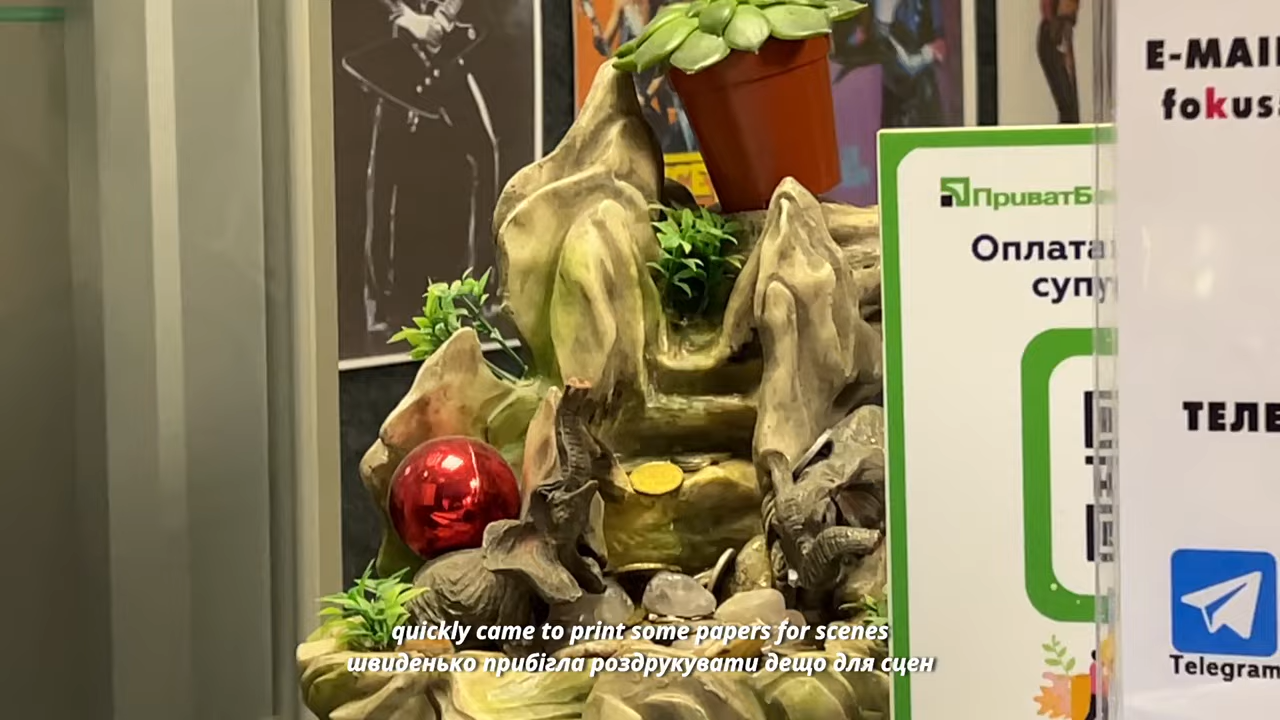 E-MAIL
fokus
ПриватБ
Оплата
супу
ТЕЛЕ
Telegram
quickly came to print some papers for scenes
швиденько прибігла роздрукувати дещо для сцен